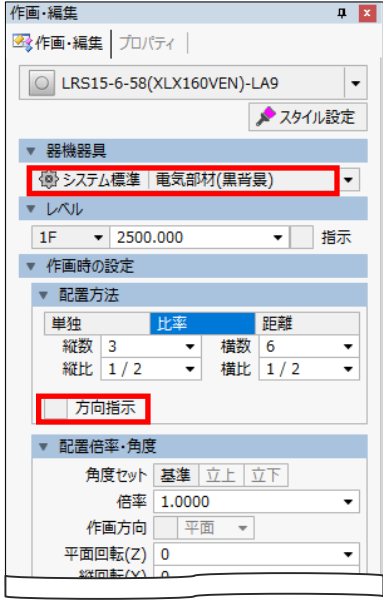 作画・編集
作画・編集 プロパティ
LRS15-6-58(XLX160VEN)-LA9
スタイル設定
器機器具
システム標準 電気部材(黒背景)
レベル
1F 2500.000 指示
作画時の設定
配置方法
単独 比率 距離
縦数 3 横数 6
縦比 1 / 2 横比 1 / 2
方向指示
配置倍率・角度
角度セット 基準 立上 立下
倍率 1.0000
作画方向 平面
平面回転(Z) 0
縦回転(X) 0